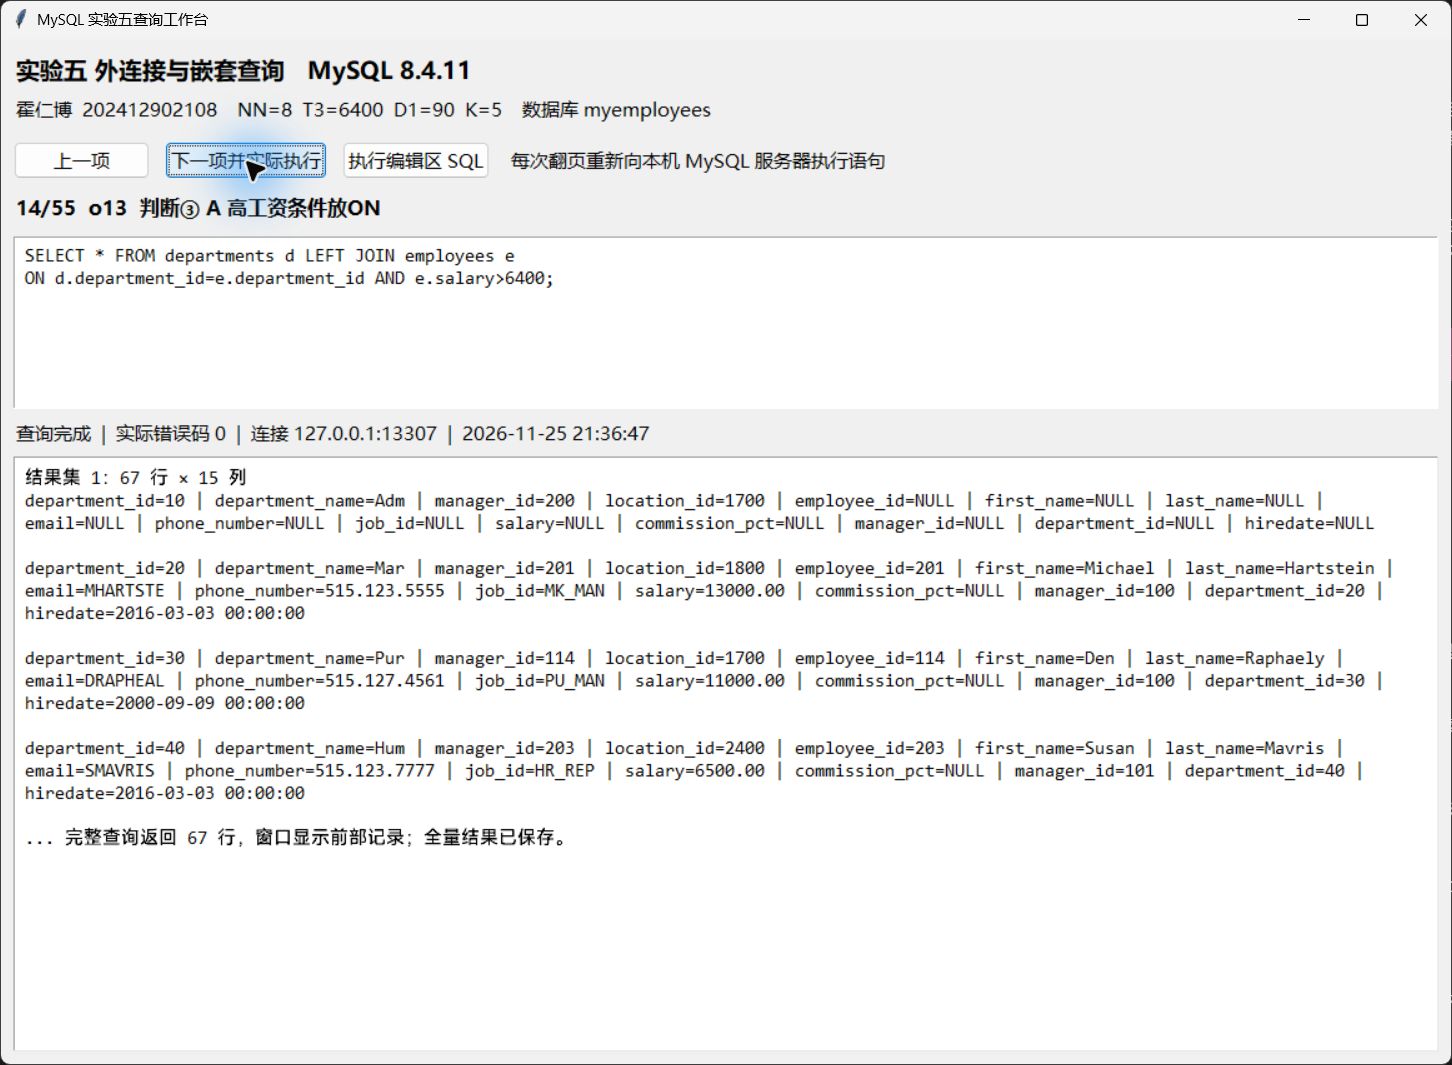 MySQL 实验五查询工作台
实验五 外连接与嵌套查询 MySQL 8.4.11
霍仁博 202412902108 NN=8 T3=6400 D1=90 K=5 数据库 myemployees
上一项 下一项并实际执行 执行编辑区 SQL 每次翻页重新向本机 MySQL 服务器执行语句
14/55 o13 判断③ A 高工资条件放ON
SELECT * FROM departments d LEFT JOIN employees e
ON d.department_id=e.department_id AND e.salary>6400;
查询完成 | 实际错误码 0 | 连接 127.0.0.1:13307 | 2026-11-25 21:36:47
结果集 1: 67 行 × 15 列
department_id=10 | department_name=Adm | manager_id=200 | location_id=1700 | employee_id=NULL | first_name=NULL | last_name=NULL |
email=NULL | phone_number=NULL | job_id=NULL | salary=NULL | commission_pct=NULL | manager_id=NULL | department_id=NULL | hiredate=NULL
department_id=20 | department_name=Mar | manager_id=201 | location_id=1800 | employee_id=201 | first_name=Michael | last_name=Hartstein |
email=MHARTSTE | phone_number=515.123.5555 | job_id=MK_MAN | salary=13000.00 | commission_pct=NULL | manager_id=100 | department_id=20 |
hiredate=2016-03-03 00:00:00
department_id=30 | department_name=Pur | manager_id=114 | location_id=1700 | employee_id=114 | first_name=Den | last_name=Raphaely |
email=DRAPHEAL | phone_number=515.127.4561 | job_id=PU_MAN | salary=11000.00 | commission_pct=NULL | manager_id=100 | department_id=30 |
hiredate=2000-09-09 00:00:00
department_id=40 | department_name=Hum | manager_id=203 | location_id=2400 | employee_id=203 | first_name=Susan | last_name=Mavris |
email=SMAVRIS | phone_number=515.123.7777 | job_id=HR_REP | salary=6500.00 | commission_pct=NULL | manager_id=101 | department_id=40 |
hiredate=2016-03-03 00:00:00
... 完整查询返回 67 行，窗口显示前部记录；全量结果已保存。